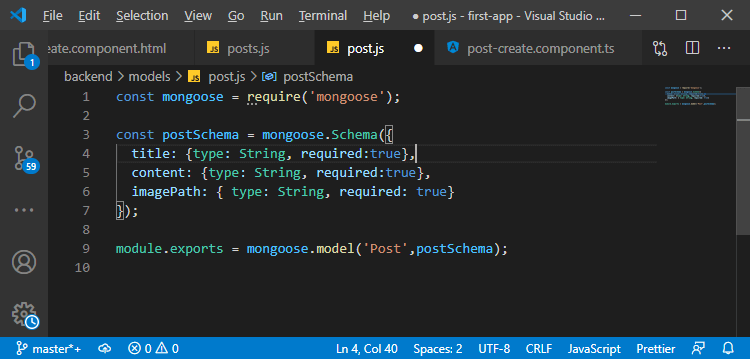 File Edit Selection View Go Run Terminal Help post.js - first-app - Visual Studio ...
eate.component.html JS posts.js JS post.js post-create.component.ts ...
backend > models > JS post.js > postSchema
1 const mongoose = require('mongoose');
2
3 const postSchema = mongoose.Schema({
4 title: {type: String, required:true},
5 content: {type: String, required:true},
6 imagePath: { type: String, required: true}
7 });
8
9 module.exports = mongoose.model('Post',postSchema);
10
1
59
master*+ 0 0 Ln 4, Col 40 Spaces: 2 UTF-8 CRLF JavaScript Prettier